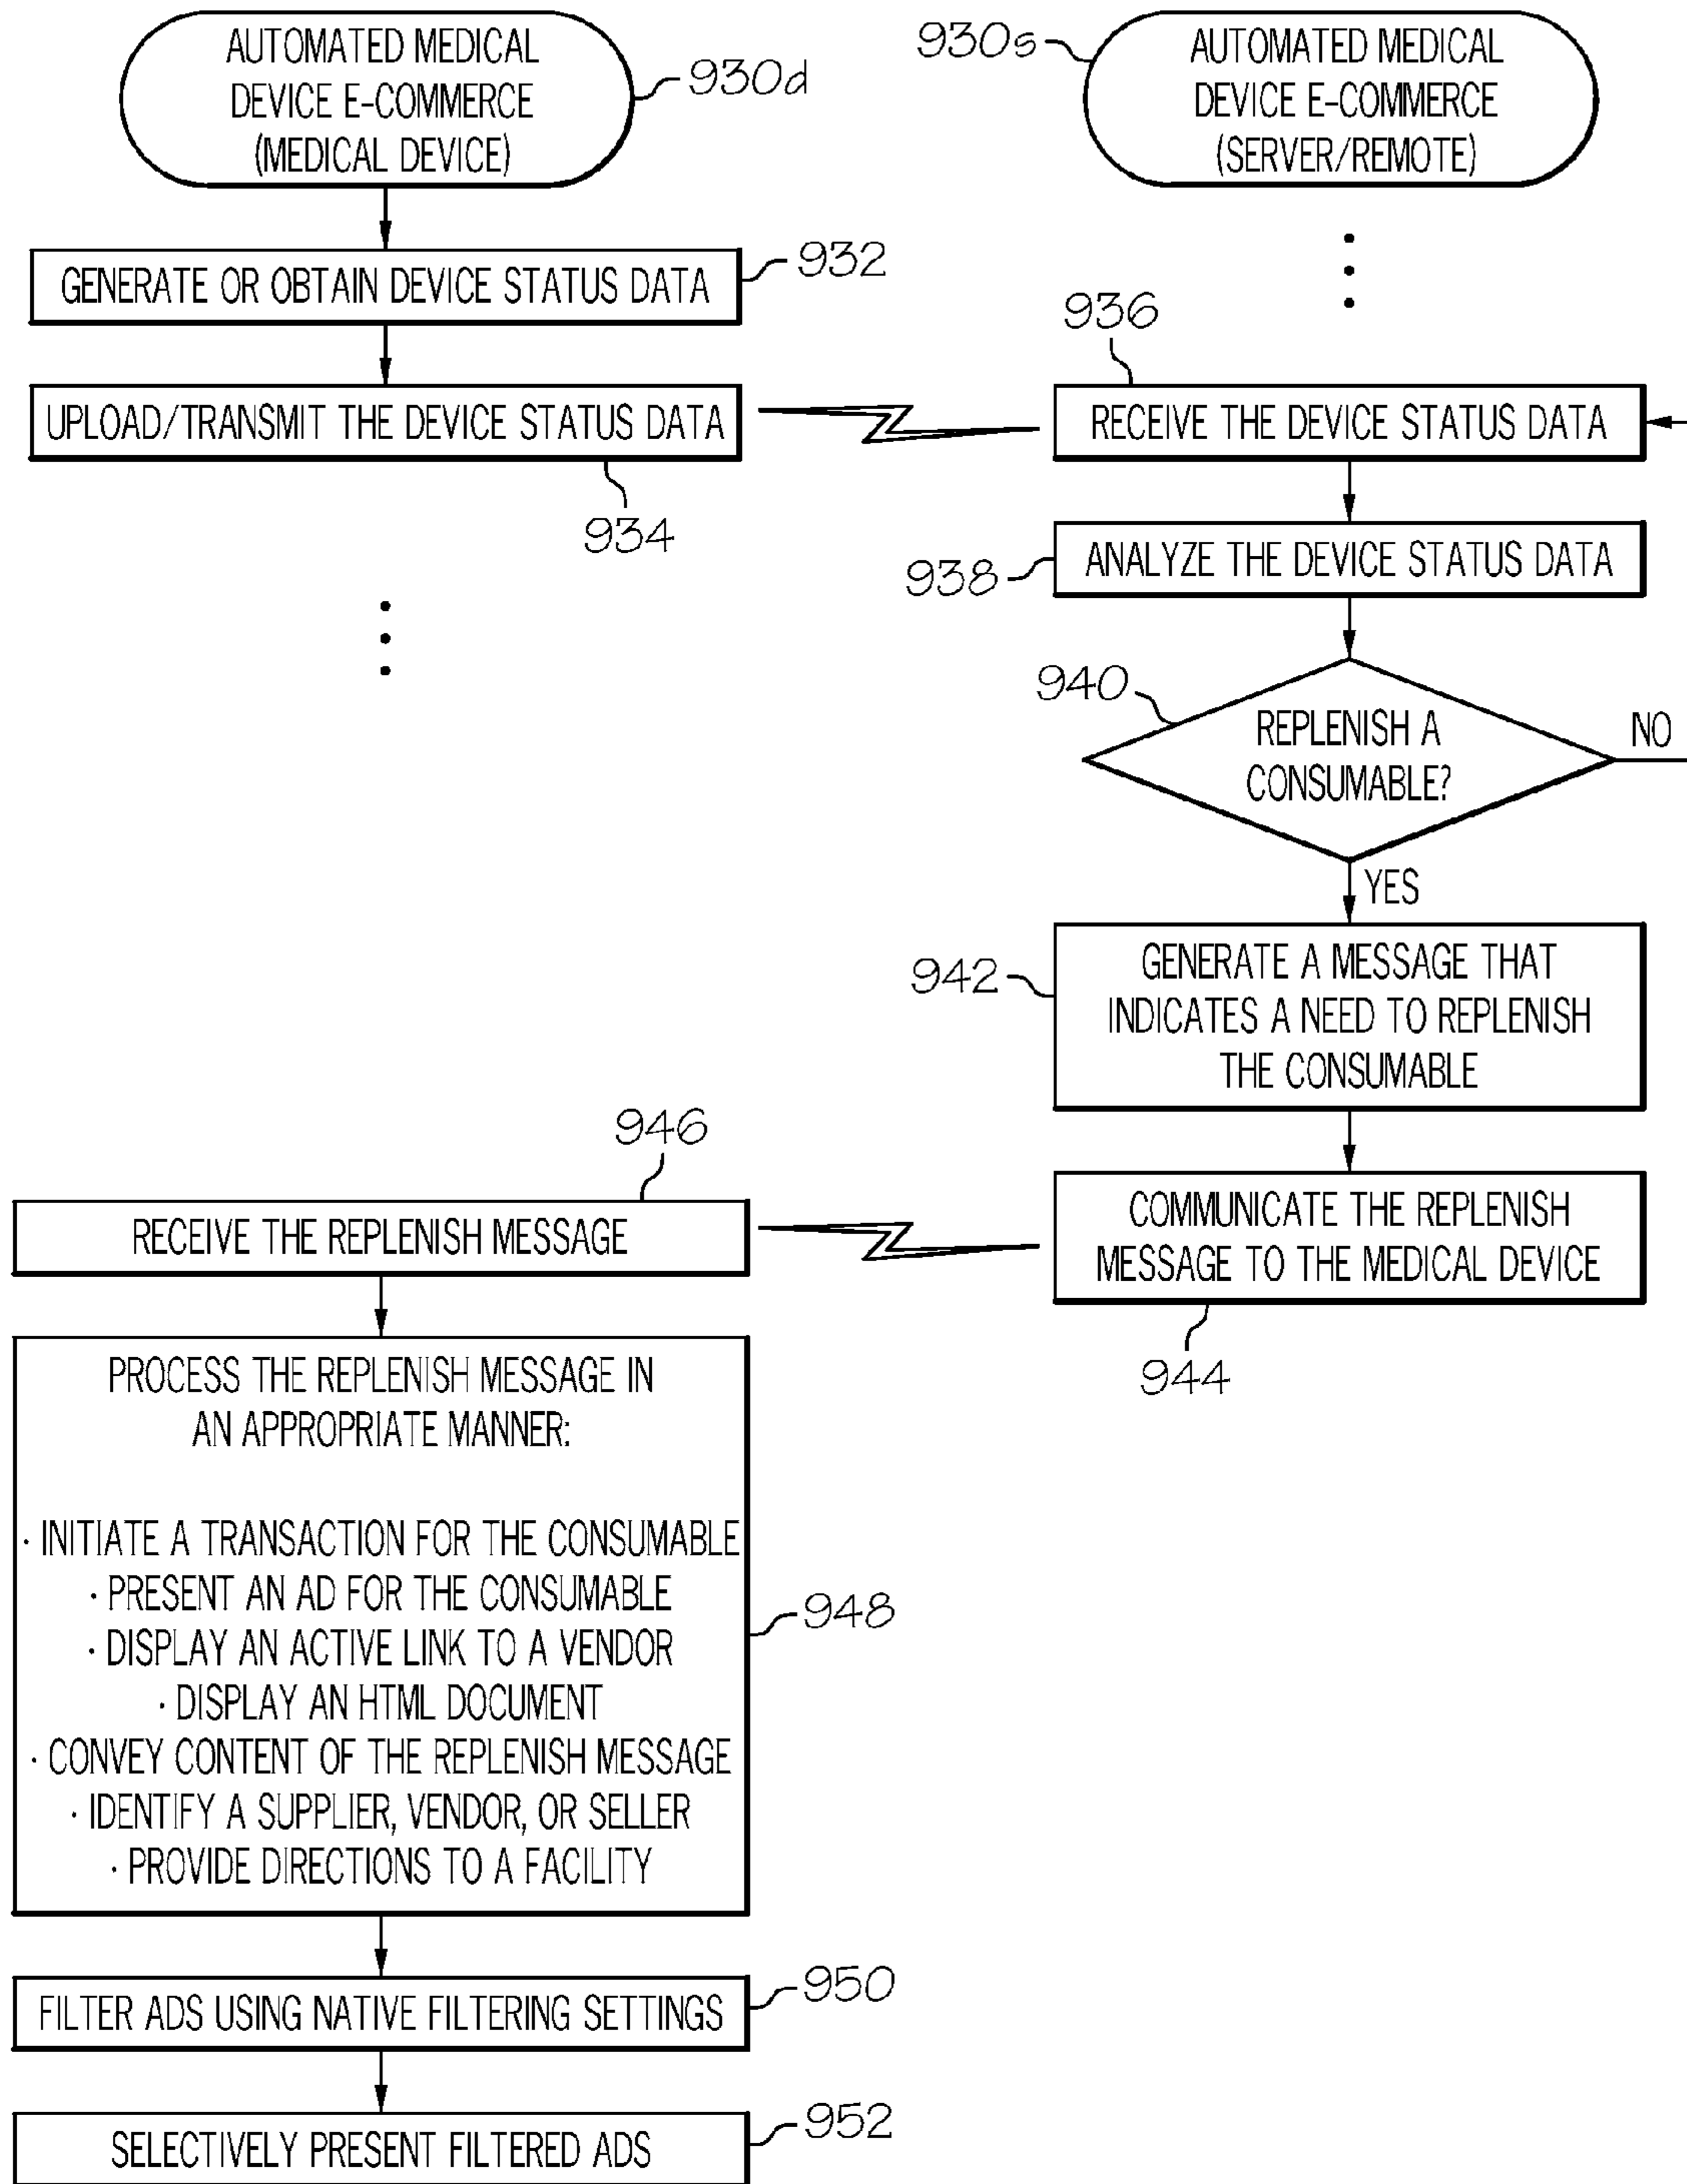 AUTOMATED MEDICAL
DEVICE E-COMMERCE
(MEDICAL DEVICE)
930d
GENERATE OR OBTAIN DEVICE STATUS DATA
932
UPLOAD/TRANSMIT THE DEVICE STATUS DATA
934
930s
AUTOMATED MEDICAL
DEVICE E-COMMERCE
(SERVER/REMOTE)
936
RECEIVE THE DEVICE STATUS DATA
938
ANALYZE THE DEVICE STATUS DATA
940
REPLENISH A
CONSUMABLE?
NO
YES
942
GENERATE A MESSAGE THAT
INDICATES A NEED TO REPLENISH
THE CONSUMABLE
COMMUNICATE THE REPLENISH
MESSAGE TO THE MEDICAL DEVICE
944
946
RECEIVE THE REPLENISH MESSAGE
PROCESS THE REPLENISH MESSAGE IN
AN APPROPRIATE MANNER:
· INITIATE A TRANSACTION FOR THE CONSUMABLE
· PRESENT AN AD FOR THE CONSUMABLE
· DISPLAY AN ACTIVE LINK TO A VENDOR
· DISPLAY AN HTML DOCUMENT
· CONVEY CONTENT OF THE REPLENISH MESSAGE
· IDENTIFY A SUPPLIER, VENDOR, OR SELLER
· PROVIDE DIRECTIONS TO A FACILITY
948
FILTER ADS USING NATIVE FILTERING SETTINGS
950
SELECTIVELY PRESENT FILTERED ADS
952